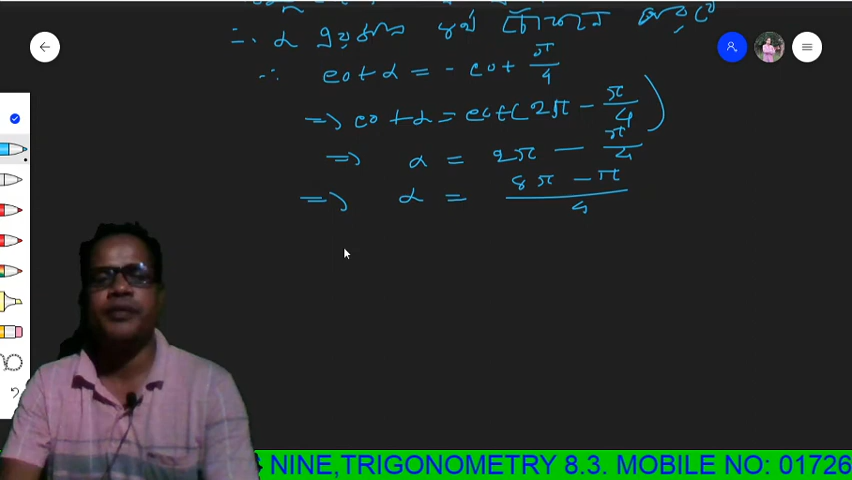 ∴ α
∴ cot α = - cot π/4
=> cot α = cot(2π - π/4)
=> α = 2π - π/4
=> α = (8π - π)/4
NINE,TRIGONOMETRY 8.3. MOBILE NO: 01726